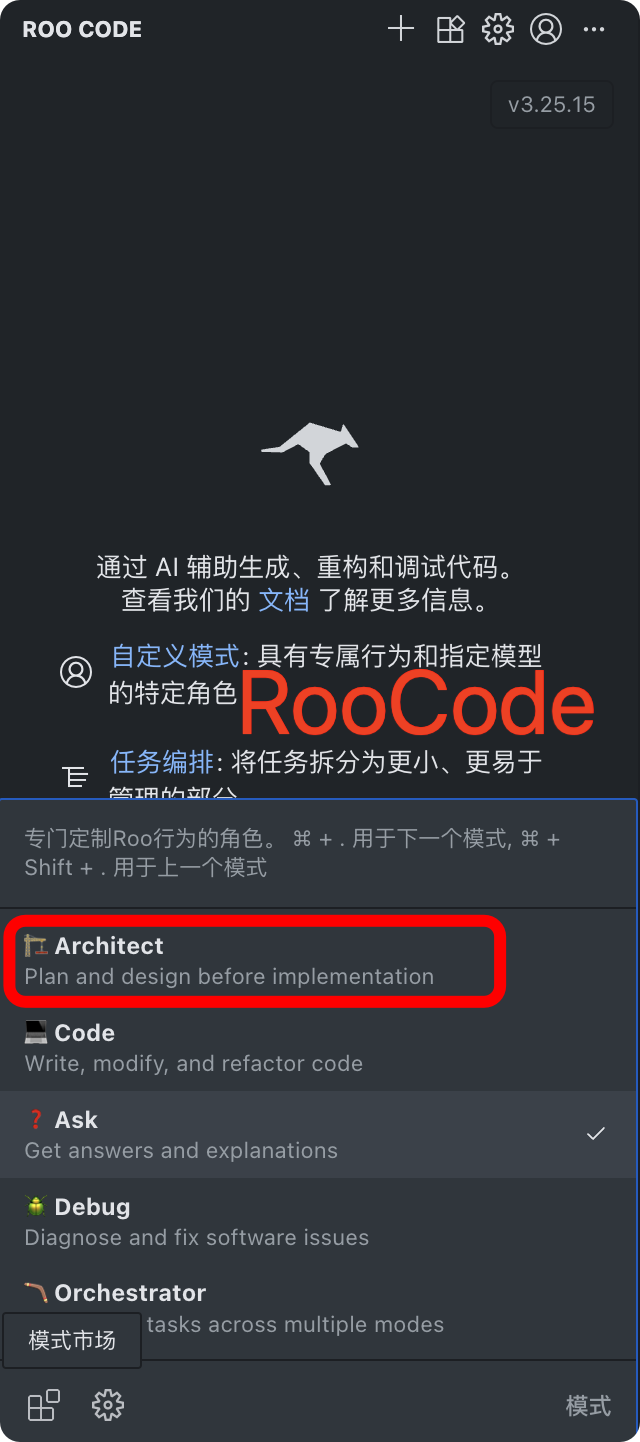 ROO CODE
v3.25.15
通过 AI 辅助生成、重构和调试代码。
查看我们的 文档 了解更多信息。
自定义模式: 具有专属行为和指定模型
的特定角色
RooCode
任务编排: 将任务拆分为更小、更易于
管理的部分
专门定制Roo行为的角色。 ⌘ + . 用于下一个模式, ⌘ +
Shift + . 用于上一个模式
Architect
Plan and design before implementation
Code
Write, modify, and refactor code
Ask
Get answers and explanations
Debug
Diagnose and fix software issues
Orchestrator
tasks across multiple modes
模式市场
模式